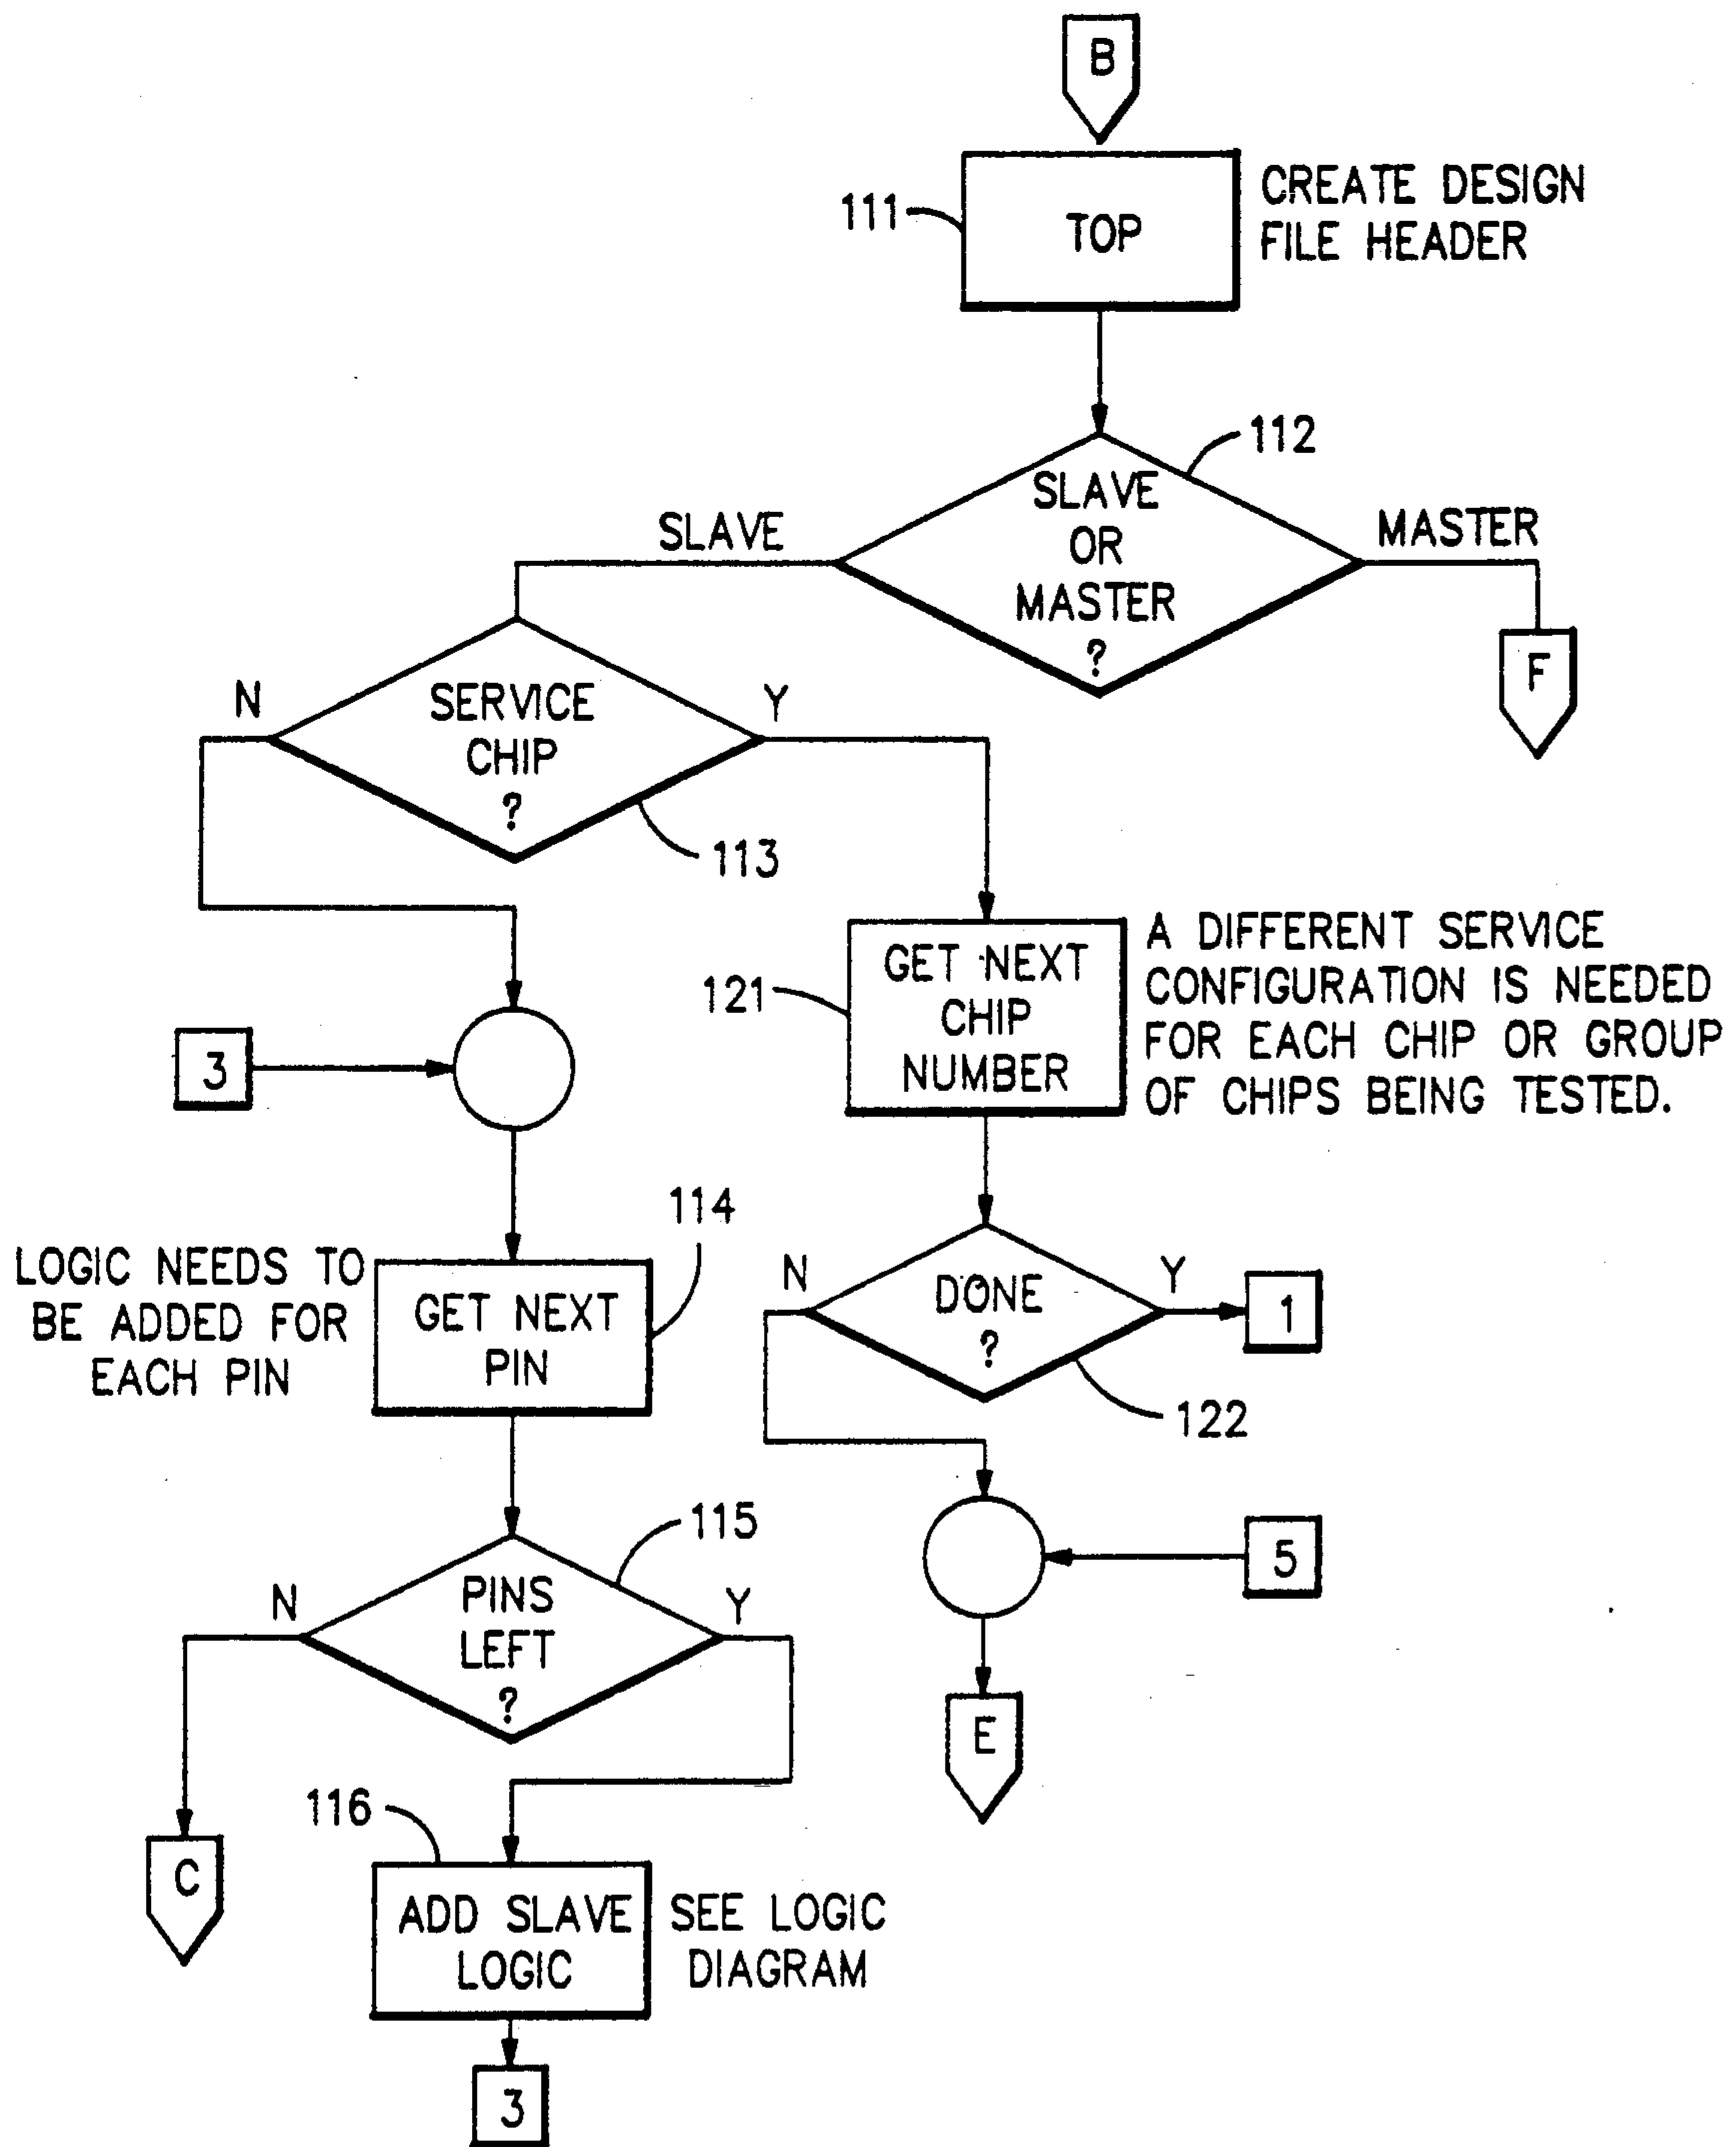 B
111
TOP
CREATE DESIGN
FILE HEADER
112
SLAVE
OR
MASTER
?
SLAVE
MASTER
F
N
SERVICE
CHIP
?
Y
113
3
121
GET NEXT
CHIP
NUMBER
A DIFFERENT SERVICE
CONFIGURATION IS NEEDED
FOR EACH CHIP OR GROUP
OF CHIPS BEING TESTED.
LOGIC NEEDS TO
BE ADDED FOR
EACH PIN
114
GET NEXT
PIN
N
DONE
?
Y
1
122
115
N
PINS
LEFT
?
Y
5
E
C
116
ADD SLAVE
LOGIC
SEE LOGIC
DIAGRAM
3